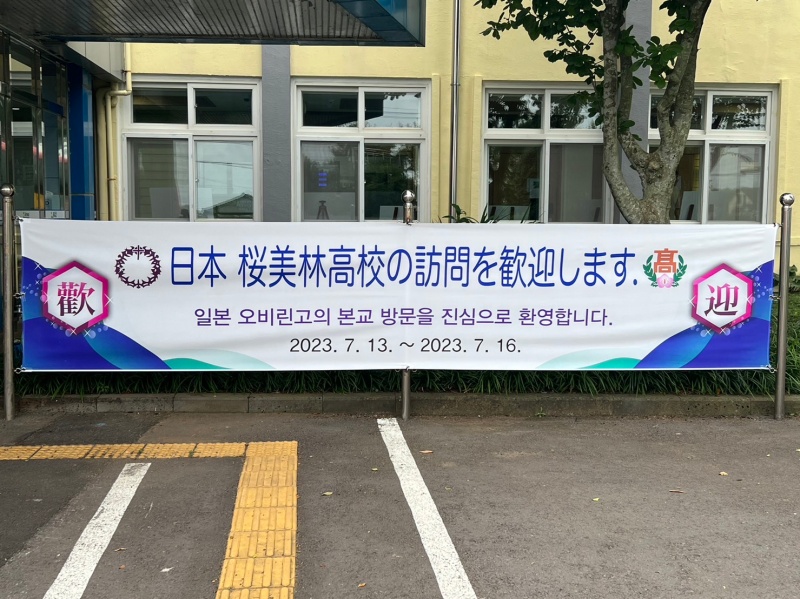 歡
日本 桜美林高校の訪問を歓迎します.
高
迎
일본 오비린고의 본교 방문을 진심으로 환영합니다.
2023. 7. 13. ~ 2023. 7. 16.